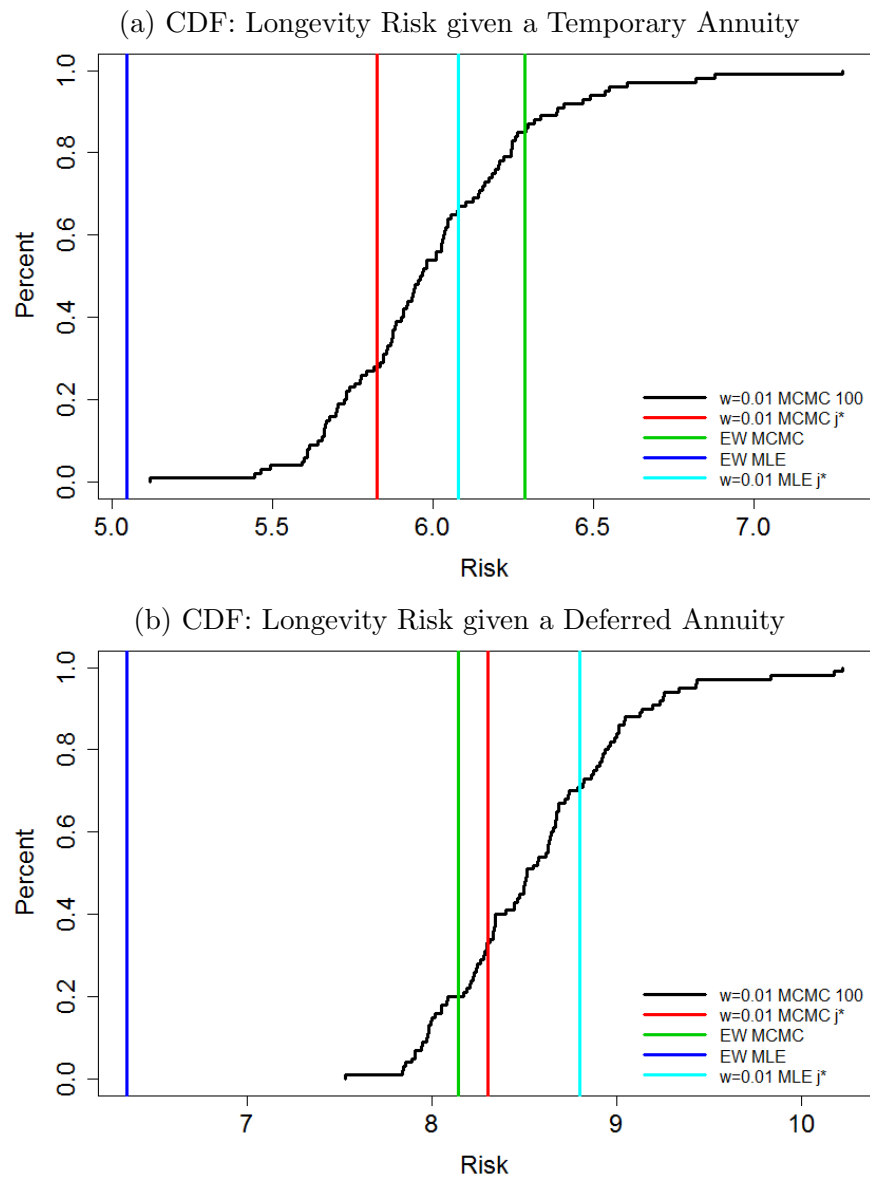 (a) CDF: Longevity Risk given a Temporary Annuity
1.0
0.8
0.6
0.4
0.2
0.0
Percent
w=0.01 MCMC 100
w=0.01 MCMC j*
EW MCMC
EW MLE
w=0.01 MLE j*
5.0 5.5 6.0 6.5 7.0
Risk
(b) CDF: Longevity Risk given a Deferred Annuity
1.0
0.8
0.6
0.4
0.2
0.0
Percent
w=0.01 MCMC 100
w=0.01 MCMC j*
EW MCMC
EW MLE
w=0.01 MLE j*
7 8 9 10
Risk